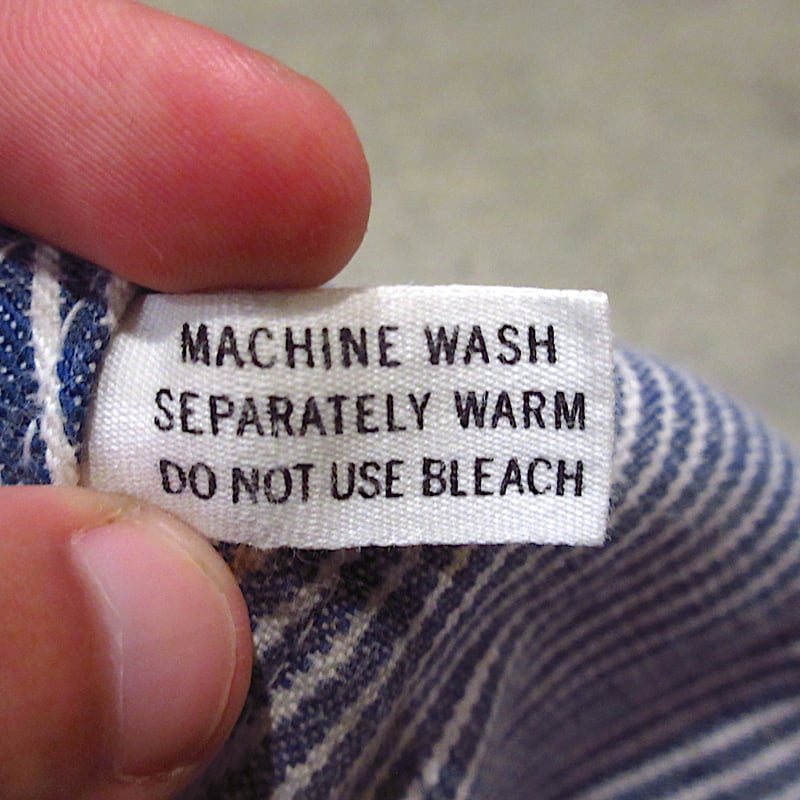 MACHINE WASH
SEPARATELY WARM
DO NOT USE BLEACH